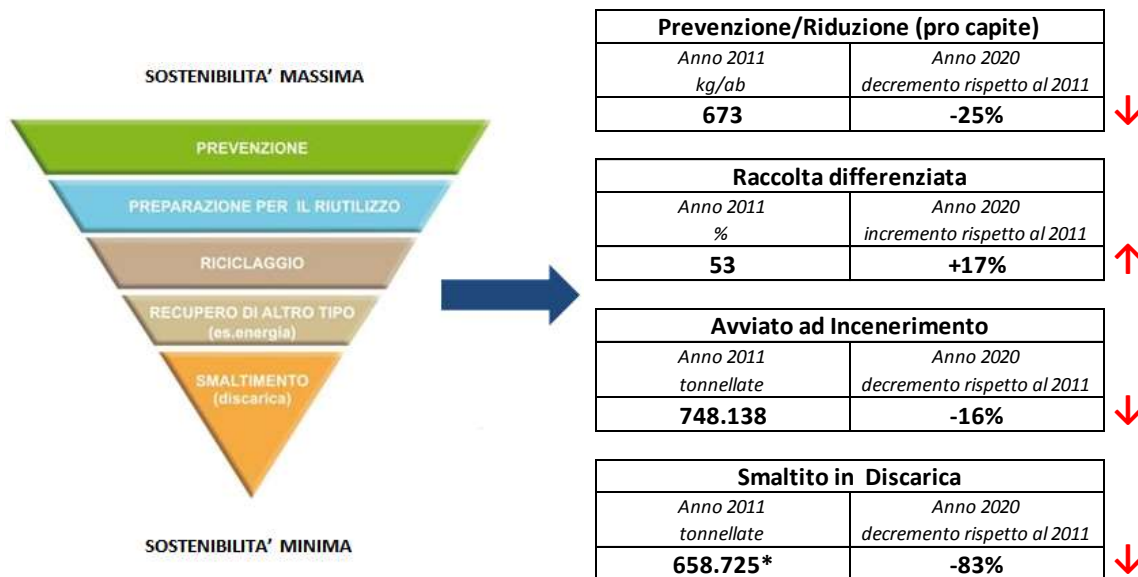 SOSTENIBILITA’ MASSIMA
PREVENZIONE
PREPARAZIONE PER IL RIUTILIZZO
RICICLAGGIO
RECUPERO DI ALTRO TIPO
(es.energia)
SMALTIMENTO
(discarica)
SOSTENIBILITA’ MINIMA
Prevenzione/Riduzione (pro capite)
Anno 2011 Anno 2020
kg/ab decremento rispetto al 2011
673 -25%
↓
Raccolta differenziata
Anno 2011 Anno 2020
% incremento rispetto al 2011
53 +17%
↑
Avviato ad Incenerimento
Anno 2011 Anno 2020
tonnellate decremento rispetto al 2011
748.138 -16%
↓
Smaltito in Discarica
Anno 2011 Anno 2020
tonnellate decremento rispetto al 2011
658.725* -83%
↓